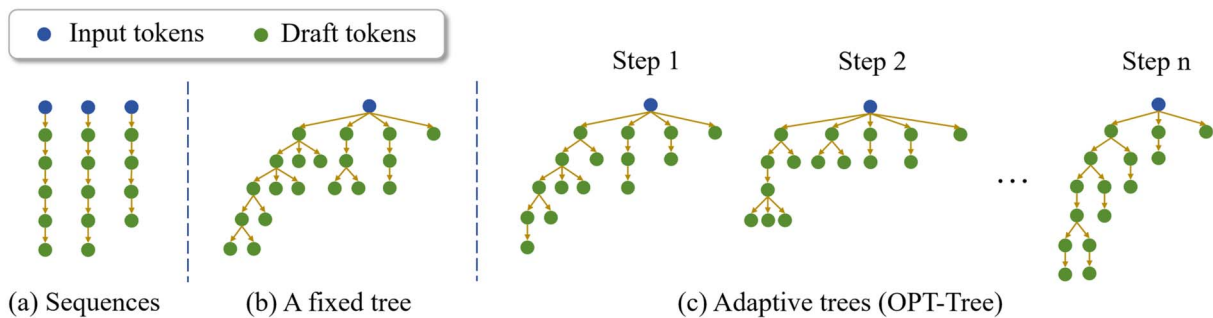 Input tokens Draft tokens
Step 1 Step 2 Step n
...
(a) Sequences (b) A fixed tree (c) Adaptive trees (OPT-Tree)